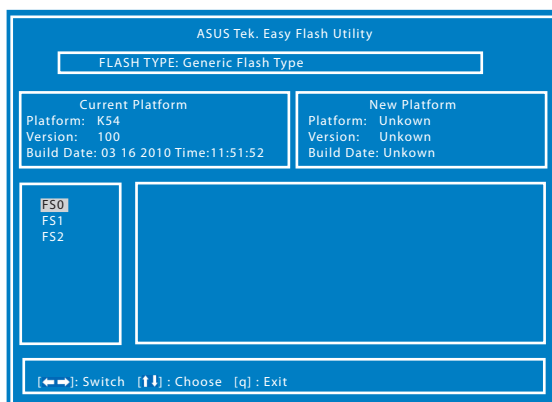 ASUS Tek. Easy Flash Utility
FLASH TYPE: Generic Flash Type
Current Platform
Platform: K54
Version: 100
Build Date: 03 16 2010 Time:11:51:52
New Platform
Platform: Unkown
Version: Unkown
Build Date: Unkown
FS0
FS1
FS2
[←→]: Switch [↑↓] : Choose [q] : Exit